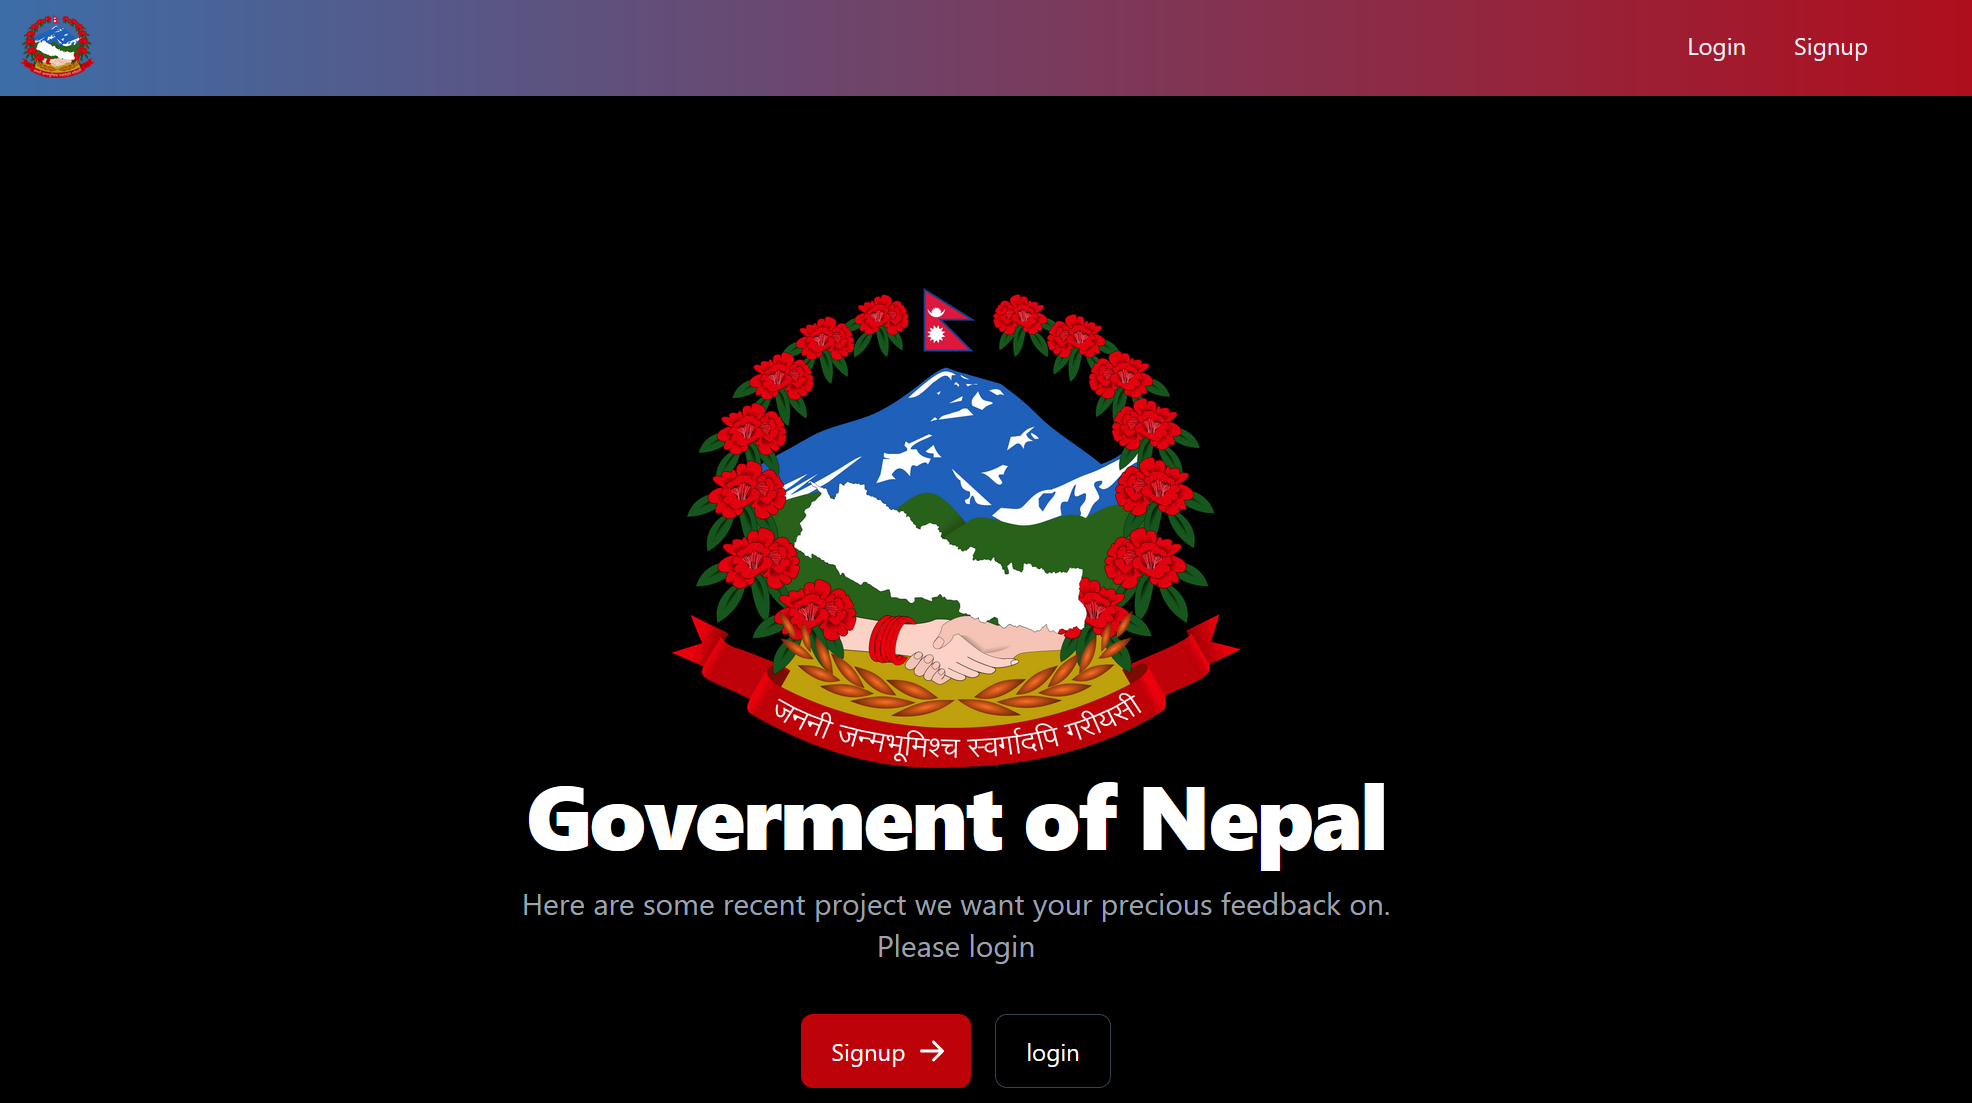 Login
Signup
जननी जन्मभूमिश्च स्वर्गादपि गरीयसी
Goverment of Nepal
Here are some recent project we want your precious feedback on.
Please login
Signup
login